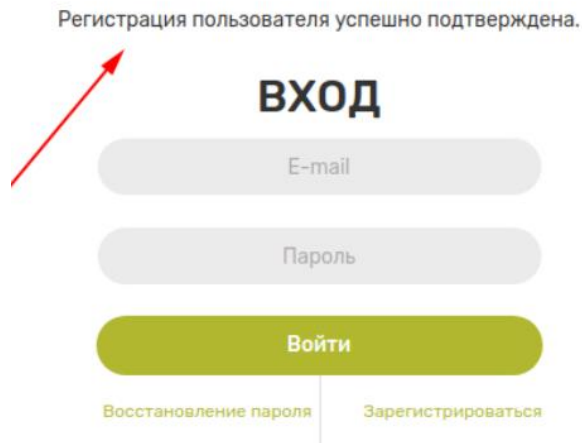 Регистрация пользователя успешно подтверждена.
ВХОД
E-mail
Пароль
Войти
Восстановление пароля
Зарегистрироваться